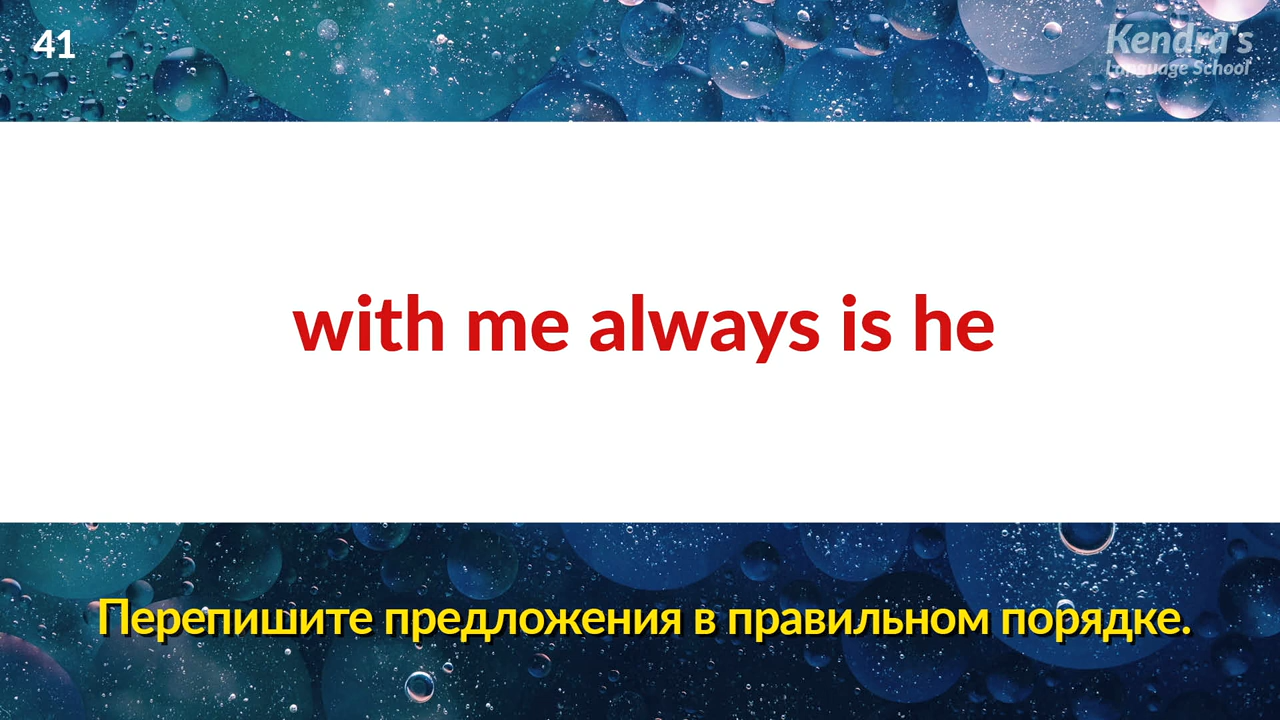 41
Kendra's
Language School
with me always is he
Перепишите предложения в правильном порядке.